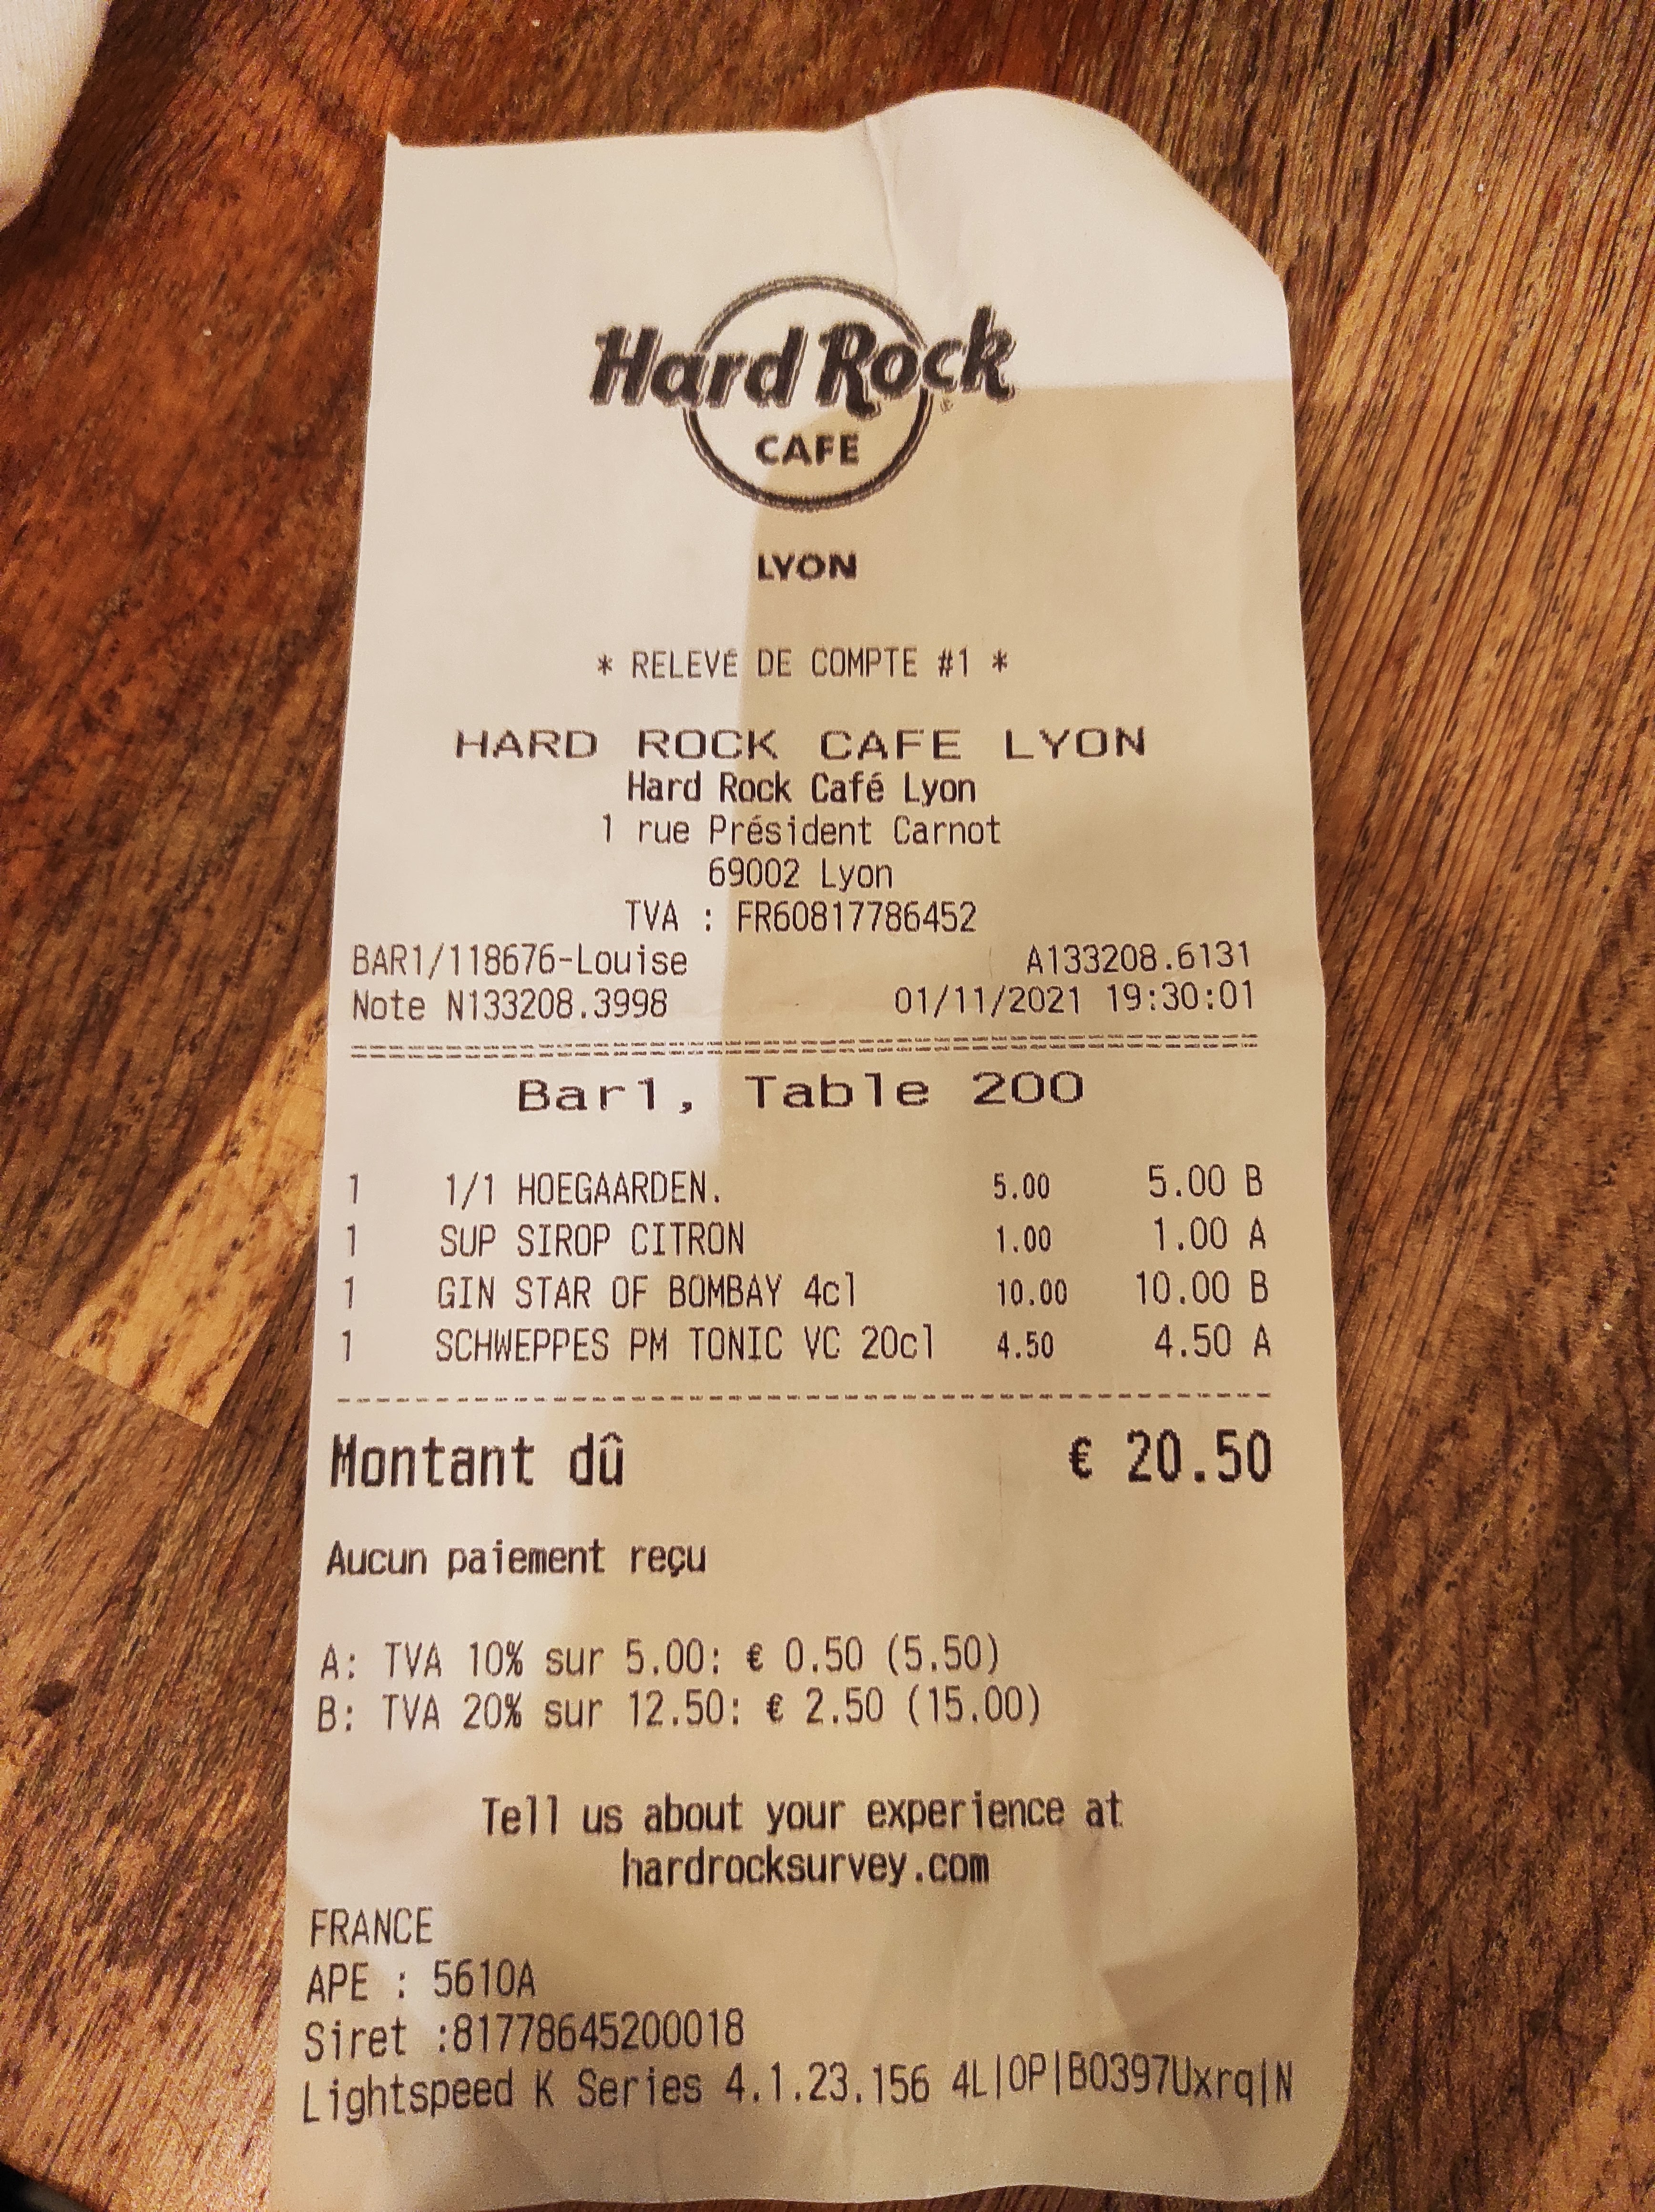 Hard Rock
CAFE
LYON
* RELEVÉ DE COMPTE #1 *
HARD ROCK CAFE LYON
Hard Rock Café Lyon
1 rue Président Carnot
69002 Lyon
TVA : FR60817786452
BAR1/118676-Louise A133208.6131
Note N133208.3998 01/11/2021 19:30:01
Bar1, Table 200
1 1/1 HOEGAARDEN. 5.00 5.00 B
1 SUP SIROP CITRON 1.00 1.00 A
1 GIN STAR OF BOMBAY 4cl 10.00 10.00 B
1 SCHWEPPES PM TONIC VC 20cl 4.50 4.50 A
Montant dû € 20.50
Aucun paiement reçu
A: TVA 10% sur 5.00: € 0.50 (5.50)
B: TVA 20% sur 12.50: € 2.50 (15.00)
Tell us about your experience at
hardrocksurvey.com
FRANCE
APE : 5610A
Siret :81778645200018
Lightspeed K Series 4.1.23.156 4L|OP|B0397Uxrq|N